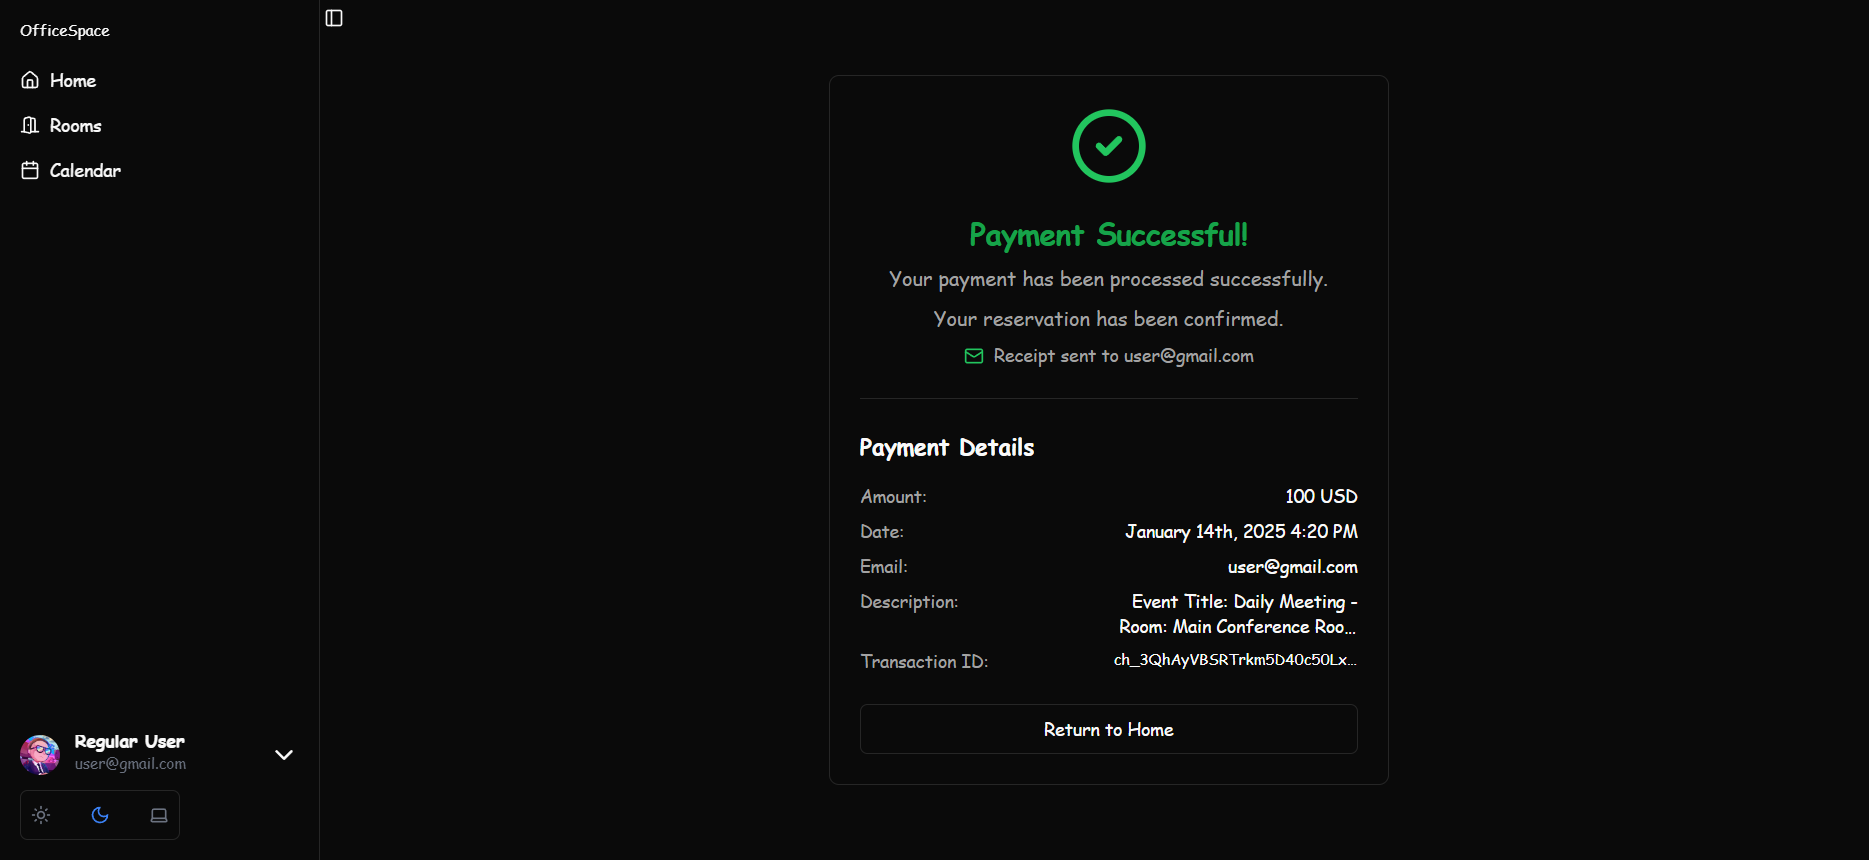 OfficeSpace
Home
Rooms
Calendar
Payment Successful!
Your payment has been processed successfully.
Your reservation has been confirmed.
Receipt sent to user@gmail.com
Payment Details
Amount: 100 USD
Date: January 14th, 2025 4:20 PM
Email: user@gmail.com
Description: Event Title: Daily Meeting -
Room: Main Conference Roo...
Transaction ID: ch_3QhAyVBSRTrkm5D40c50Lx...
Return to Home
Regular User
user@gmail.com